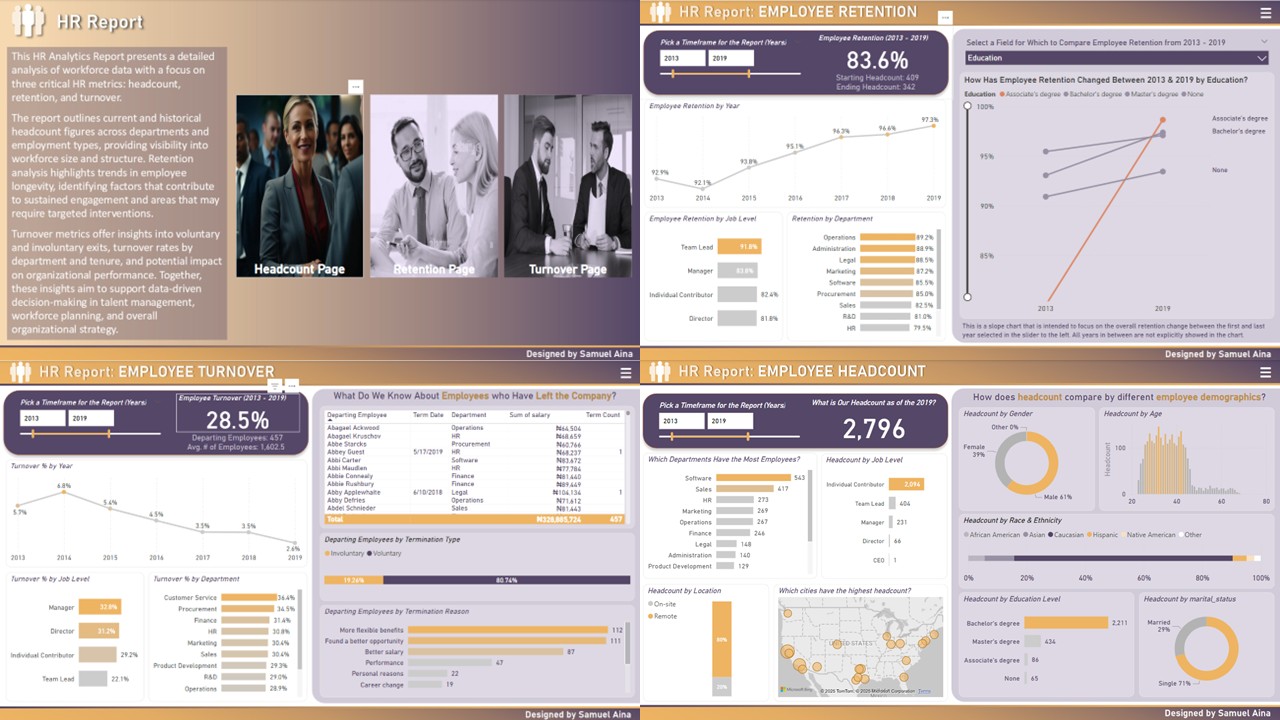 HR Report
This HR Analytics Report presents a detailed
analysis of workforce data with a focus on
three critical HR metrics: headcount,
retention, and turnover.
The report outlines current and historical
headcount figures across departments and
employment types, providing visibility into
workforce size and structure. Retention
analysis highlights trends in employee
longevity, identifying factors that contribute
to sustained engagement and areas that may
require targeted interventions.
Turnover metrics offer insights into voluntary
and involuntary exits, turnover rates by
department and tenure, and potential impact
on organizational performance. Together,
these insights aim to support data-driven
decision-making in talent management,
workforce planning, and overall
organizational strategy.
Headcount Page
Retention Page
Turnover Page
Designed by Samuel Aina
HR Report: EMPLOYEE RETENTION
Pick a Timeframe for the Report (Years)
2013 2019
Employee Retention (2013 - 2019)
83.6%
Starting Headcount: 409
Ending Headcount: 342
Employee Retention by Year
92.9% 92.1% 93.8% 95.1% 96.3% 96.6% 97.3%
2013 2014 2015 2016 2017 2018 2019
Employee Retention by Job Level
Team Lead 91.8%
Manager 83.8%
Individual Contributor 82.4%
Director 81.8%
Retention by Department
Operations 89.2%
Administration 88.9%
Legal 88.5%
Marketing 87.2%
Software 85.5%
Procurement 85.0%
Sales 82.5%
R&D 81.0%
HR 79.5%
Select a Field for Which to Compare Employee Retention from 2013 - 2019
Education
How Has Employee Retention Changed Between 2013 & 2019 by Education?
Education Associate's degree Bachelor's degree Master's degree None
100%
95%
90%
85%
Associate's degree
Bachelor's degree
None
2013 2019
This is a slope chart that is intended to focus on the overall retention change between the first and last
year selected in the slider to the left. All years in between are not explicitly showed in the chart.
Designed by Samuel Aina
HR Report: EMPLOYEE TURNOVER
Pick a Timeframe for the Report (Years)
2013 2019
Employee Turnover (2013 - 2019)
28.5%
Departing Employees: 457
Avg. # of Employees: 1,602.5
Turnover % by Year
5.7% 6.8% 5.4% 4.5% 3.5% 3.5% 2.6%
2013 2014 2015 2016 2017 2018 2019
Turnover % by Job Level
Manager 33.8%
Director 31.2%
Individual Contributor 29.2%
Team Lead 22.1%
Turnover % by Department
Customer Service 36.4%
Procurement 34.5%
Finance 31.4%
HR 30.8%
Marketing 30.4%
Sales 30.4%
Product Development 29.3%
R&D 29.0%
Operations 28.9%
What Do We Know About Employees who Have Left the Company?
Departing Employee Term Date Department Sum of salary Term Count
Abagael Ackwood Operations ₦64,504
Abagael Kruschov HR ₦68,659
Abbe Starcks Procurement ₦60,766
Abbey Guest 5/17/2019 HR ₦68,237 1
Abbi Carter Software ₦83,672
Abbi Maudlen HR ₦77,784
Abbie Connealy Finance ₦81,440
Abbie Rushbury Finance ₦89,449
Abby Applewhaite 6/10/2018 Legal ₦104,134 1
Abby Defries Operations ₦71,612
Abdel Schnieder Sales ₦81,443
Total ₦328,885,724 457
Departing Employees by Termination Type
Involuntary Voluntary
19.26% 80.74%
Departing Employees by Termination Reason
More flexible benefits 112
Found a better opportunity 111
Better salary 87
Performance 47
Personal reasons 22
Career change 19
Designed by Samuel Aina
HR Report: EMPLOYEE HEADCOUNT
Pick a Timeframe for the Report (Years)
2013 2019
What is Our Headcount as of the 2019?
2,796
Which Departments Have the Most Employees?
Software 543
Sales 417
HR 273
Marketing 269
Operations 267
Finance 246
Legal 148
Administration 140
Product Development 129
Headcount by Job Level
Individual Contributor 2,094
Team Lead 404
Manager 231
Director 66
CEO 1
Headcount by Location
On-site
Remote
80%
20%
Which cities have the highest headcount?
UNITED STATES
Microsoft Bing
© 2025 TomTom, © 2025 Microsoft Corporation Terms
How does headcount compare by different employee demographics?
Headcount by Gender
Other 0%
Female
39%
Male 61%
Headcount by Age
Headcount
100
0
20 40 60 80
Headcount by Race & Ethnicity
African American Asian Caucasian Hispanic Native American Other
0% 20% 40% 60% 80% 100%
Headcount by Education Level
Bachelor's degree 2,211
Master's degree 434
Associate's degree 86
None 65
Headcount by marital_status
Married
29%
Single 71%
Designed by Samuel Aina